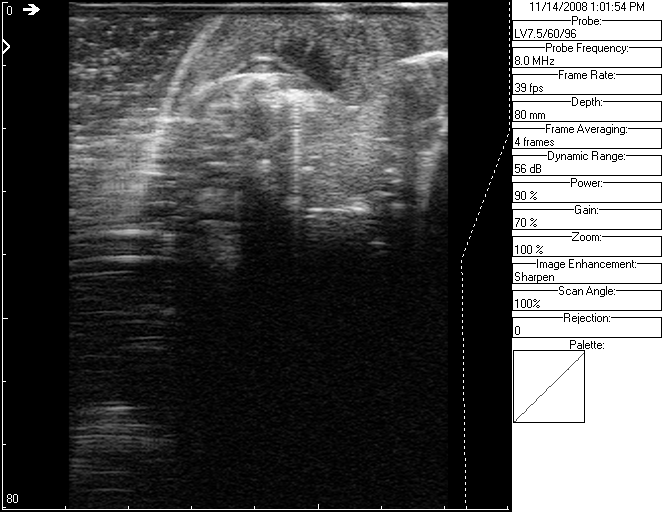 0
80
11/14/2008 1:01:54 PM
Probe:
LV7.5/60/96
Probe Frequency:
8.0 MHz
Frame Rate:
39 fps
Depth:
80 mm
Frame Averaging:
4 frames
Dynamic Range:
56 dB
Power:
90 %
Gain:
70 %
Zoom:
100 %
Image Enhancement:
Sharpen
Scan Angle:
100%
Rejection:
0
Palette: